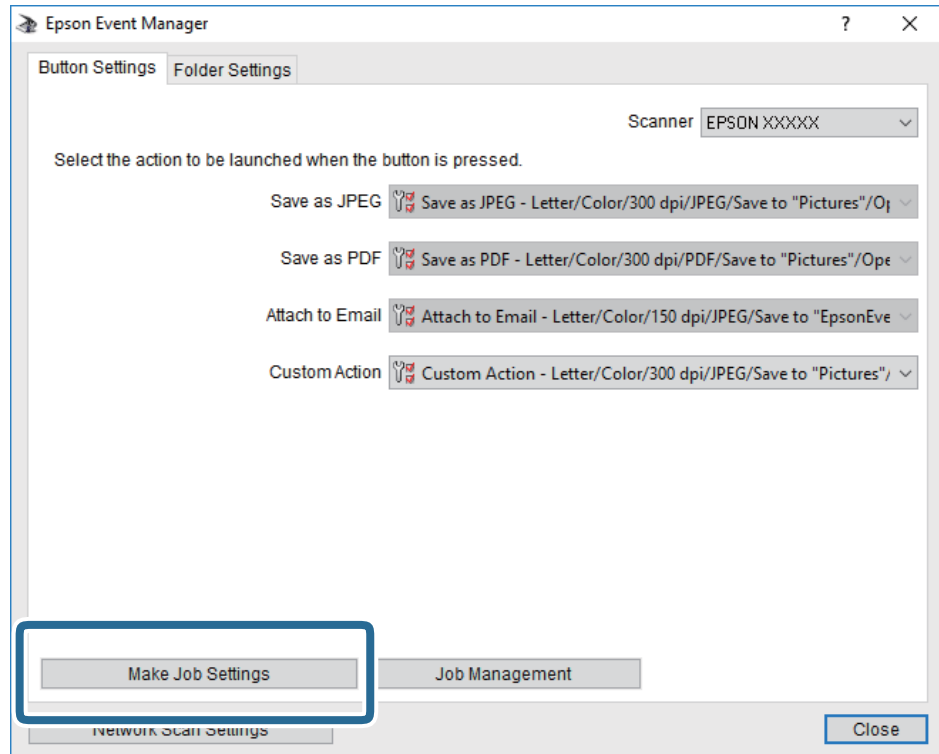 Epson Event Manager
Button Settings
Folder Settings
Scanner EPSON XXXXX
Select the action to be launched when the button is pressed.
Save as JPEG Save as JPEG - Letter/Color/300 dpi/JPEG/Save to "Pictures"/Op
Save as PDF Save as PDF - Letter/Color/300 dpi/PDF/Save to "Pictures"/Ope
Attach to Email Attach to Email - Letter/Color/150 dpi/JPEG/Save to "EpsonEve
Custom Action Custom Action - Letter/Color/300 dpi/JPEG/Save to "Pictures"/
Make Job Settings
Job Management
Network Scan Settings
Close